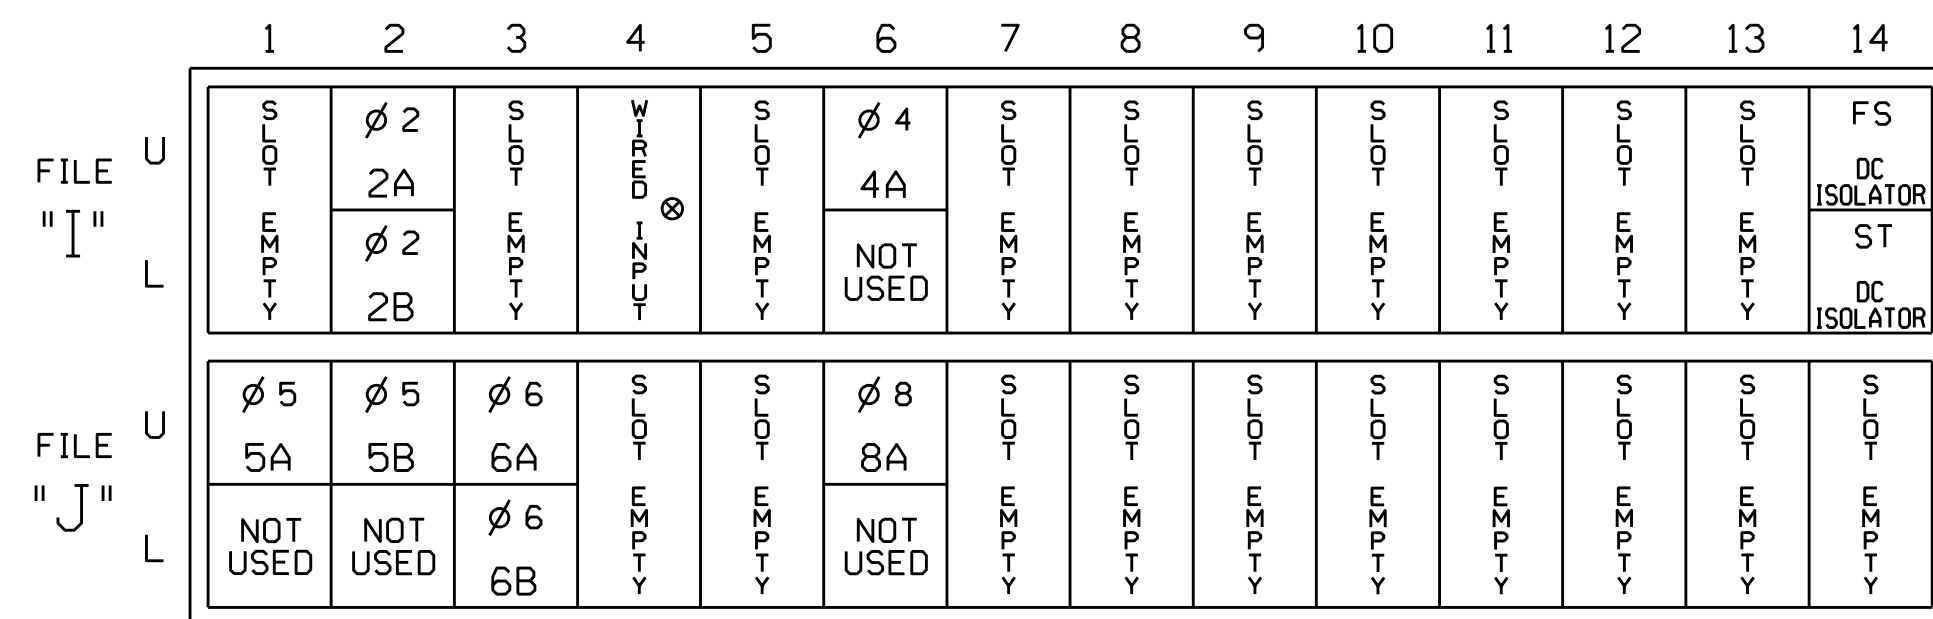 1 2 3 4 5 6 7 8 9 10 11 12 13 14
FILE
"I"
U
L
SLOT EMPTY
Ø 2
2A
Ø 2
2B
SLOT EMPTY
WIRED INPUT
SLOT EMPTY
Ø 4
4A
NOT
USED
SLOT EMPTY
SLOT EMPTY
SLOT EMPTY
SLOT EMPTY
SLOT EMPTY
SLOT EMPTY
SLOT EMPTY
FS
DC
ISOLATOR
ST
DC
ISOLATOR
FILE
"J"
U
L
Ø 5
5A
NOT
USED
Ø 5
5B
NOT
USED
Ø 6
6A
Ø 6
6B
SLOT EMPTY
SLOT EMPTY
Ø 8
8A
NOT
USED
SLOT EMPTY
SLOT EMPTY
SLOT EMPTY
SLOT EMPTY
SLOT EMPTY
SLOT EMPTY
SLOT EMPTY
SLOT EMPTY